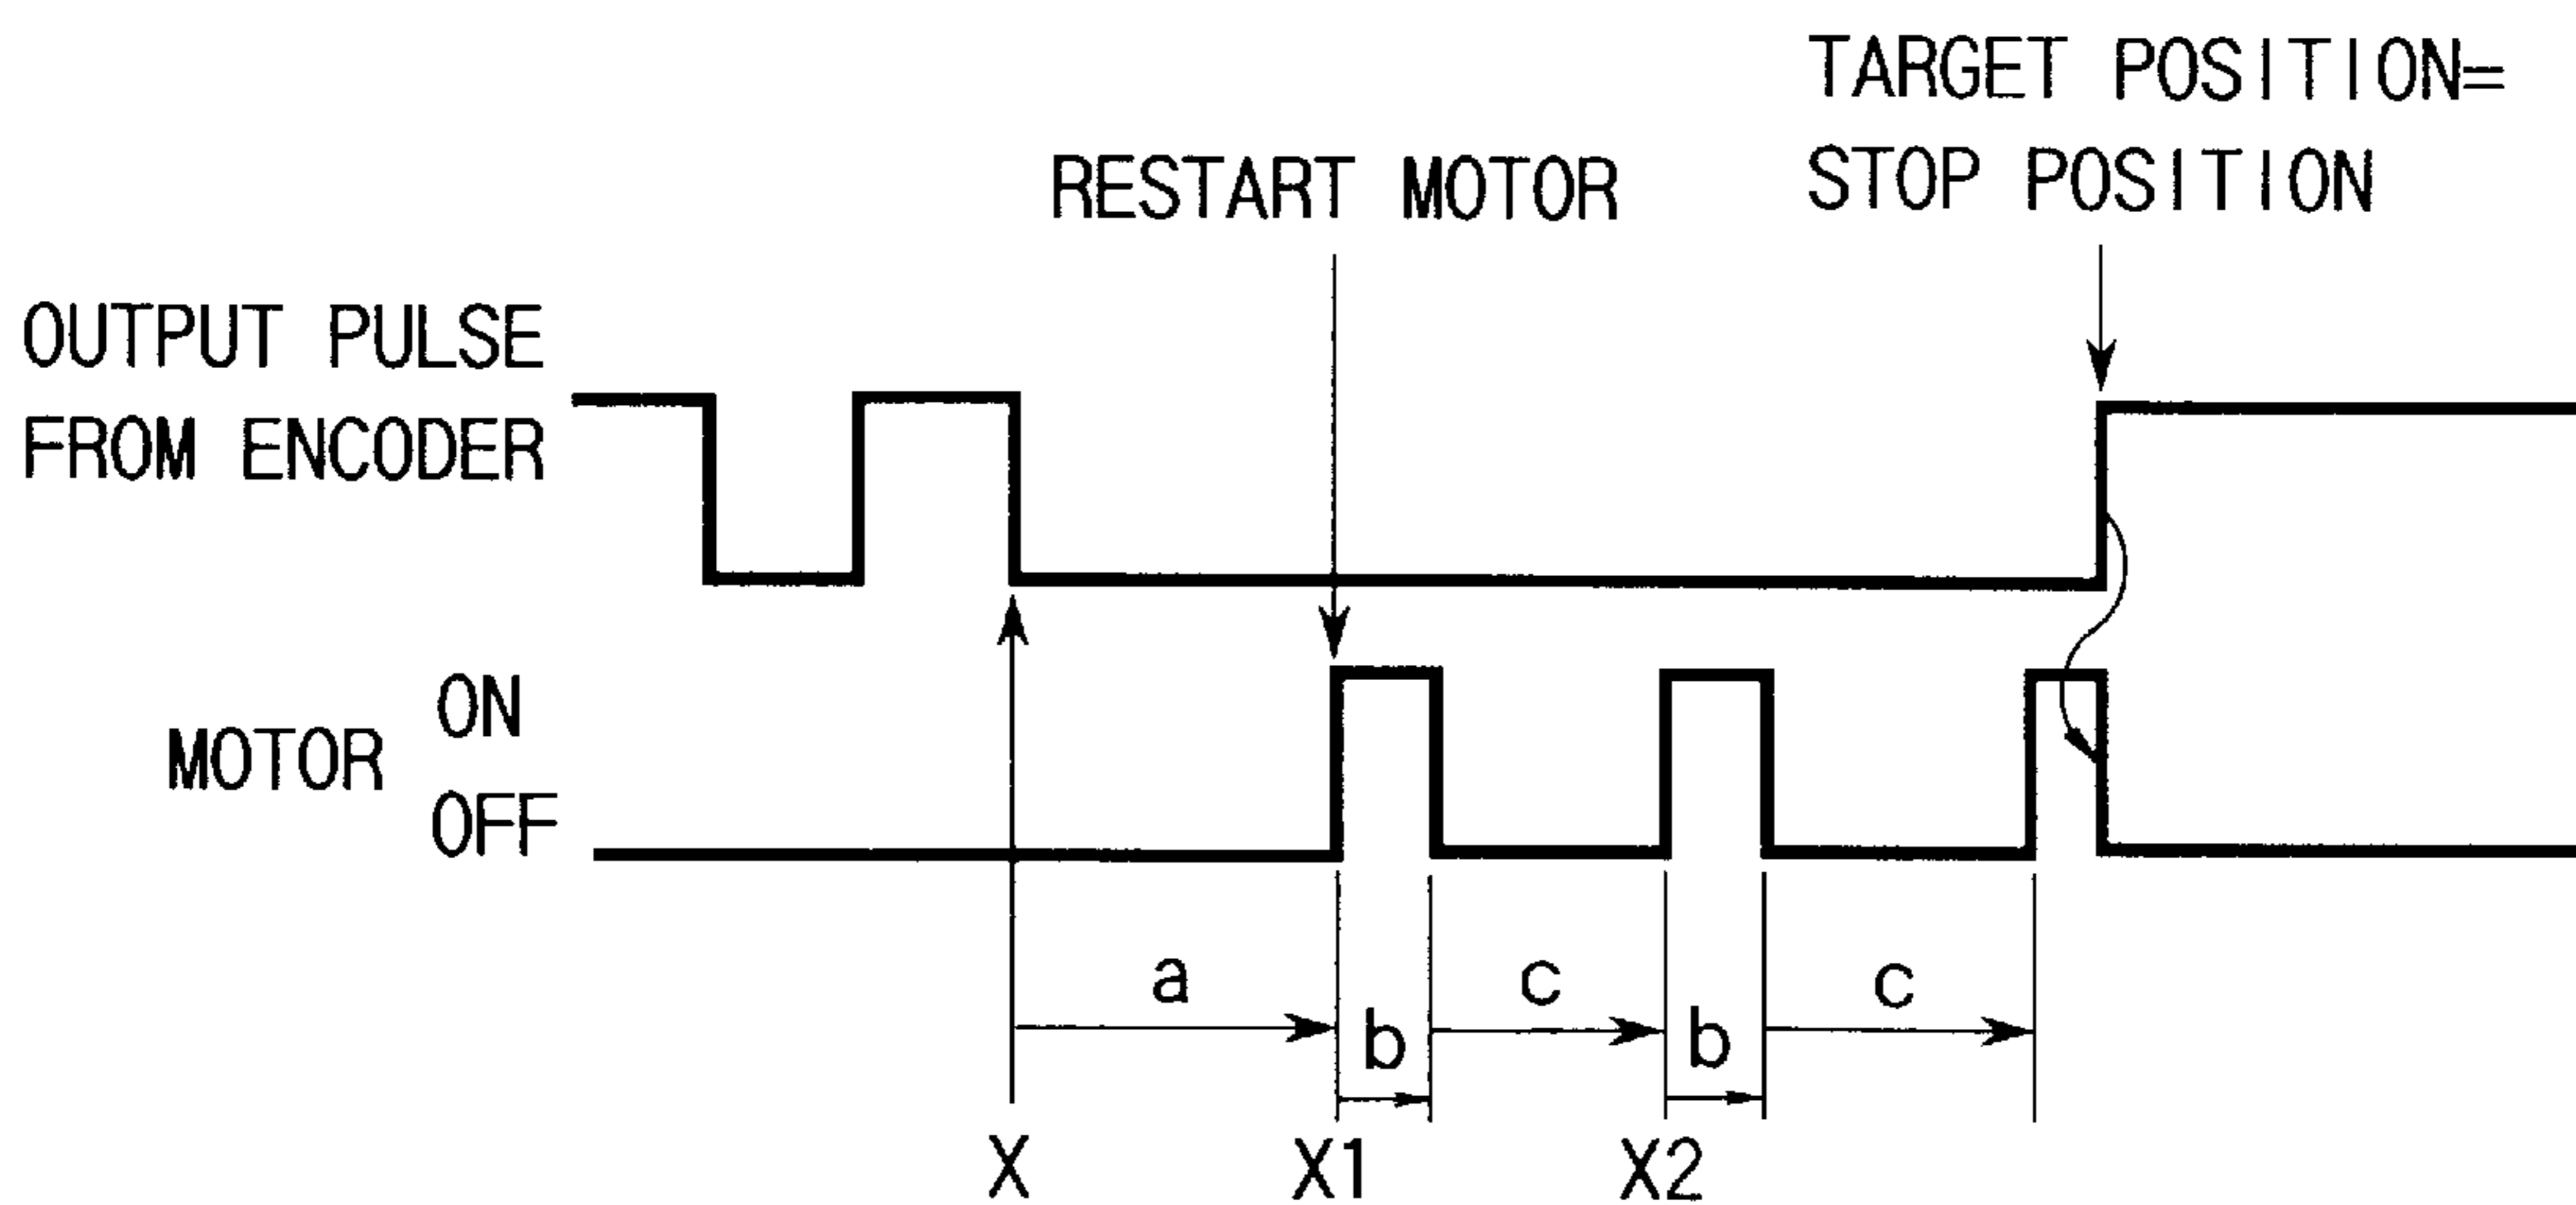 TARGET POSITION=
STOP POSITION
RESTART MOTOR
OUTPUT PULSE
FROM ENCODER
MOTOR
ON
OFF
a
b
c
b
c
X
X1
X2